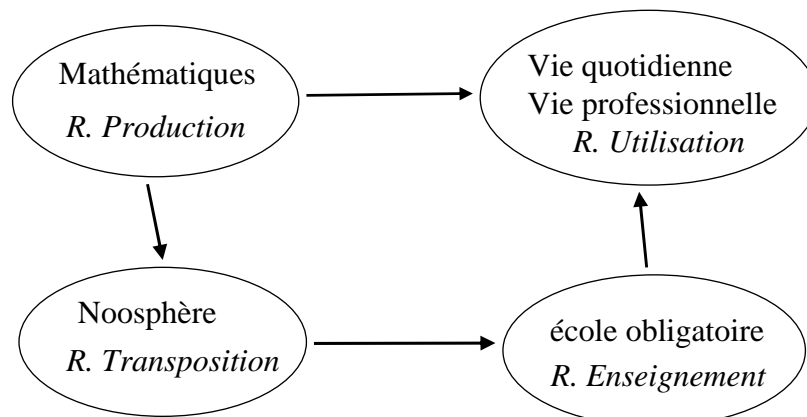 Mathématiques
R. Production
Vie quotidienne
Vie professionnelle
R. Utilisation
Noosphère
R. Transposition
école obligatoire
R. Enseignement